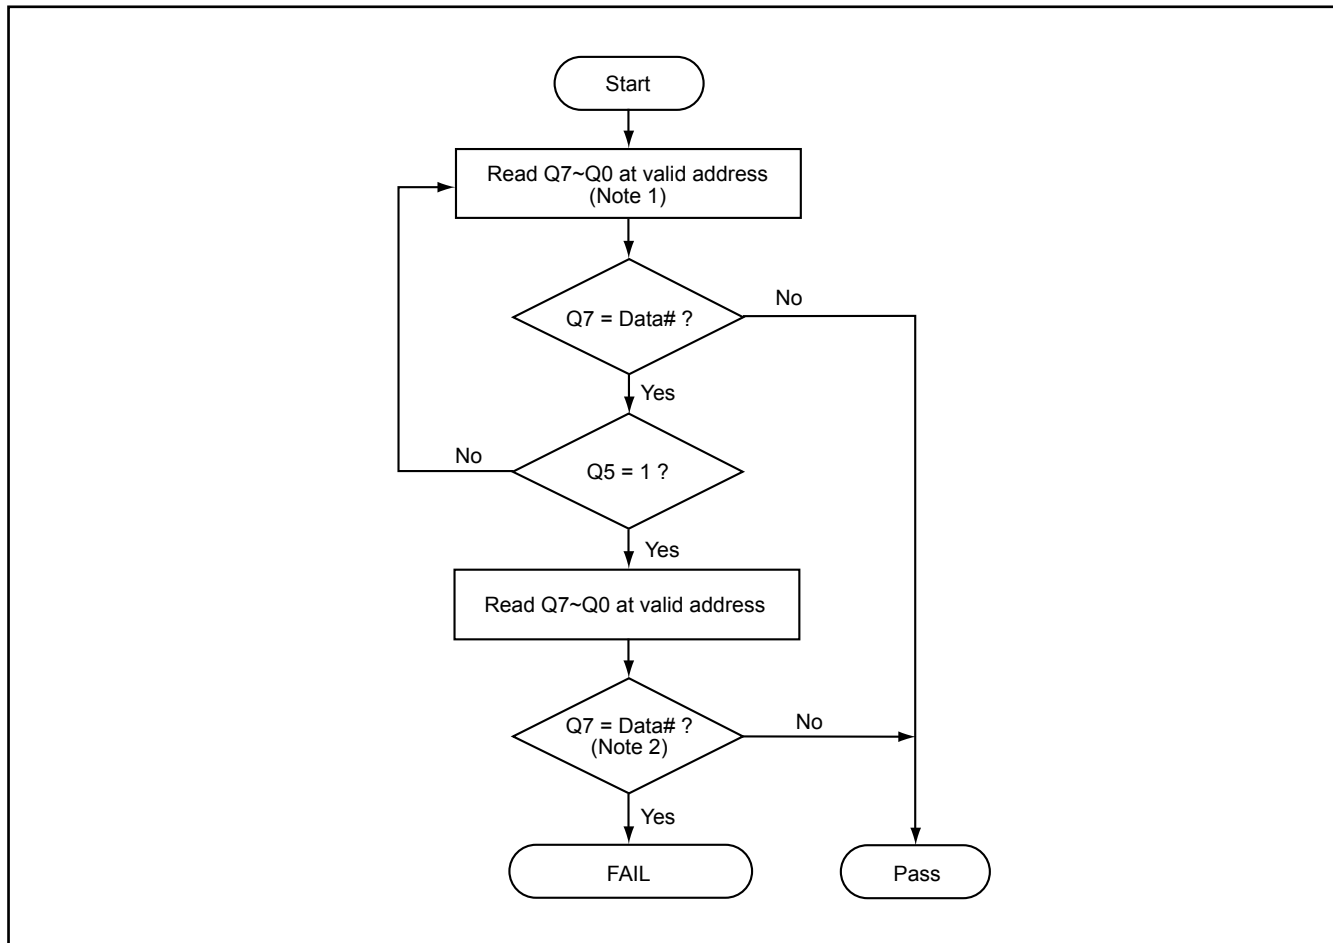 Start
Read Q7~Q0 at valid address
(Note 1)
No
Q7 = Data# ?
Yes
No
Q5 = 1 ?
Yes
Read Q7~Q0 at valid address
No
Q7 = Data# ?
(Note 2)
Yes
FAIL
Pass